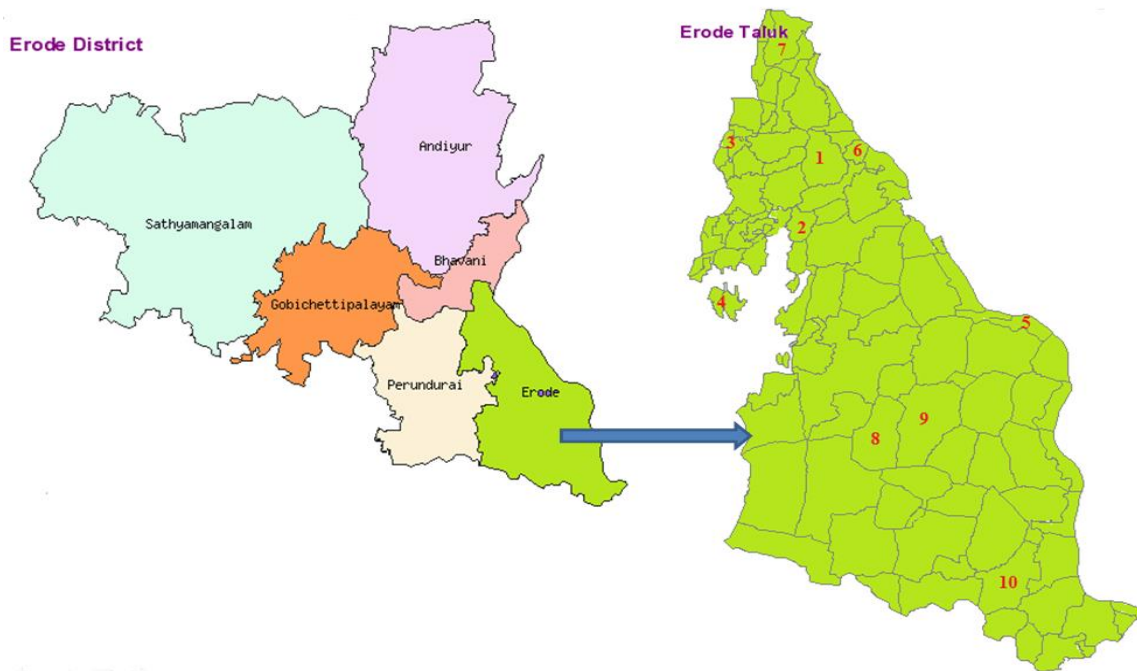 Erode District
Erode Taluk
Andiyur
Sathyamangalam
Bhavani
Gobichettipalayam
Perundurai
Erode
7
3
1
6
2
4
5
9
8
10